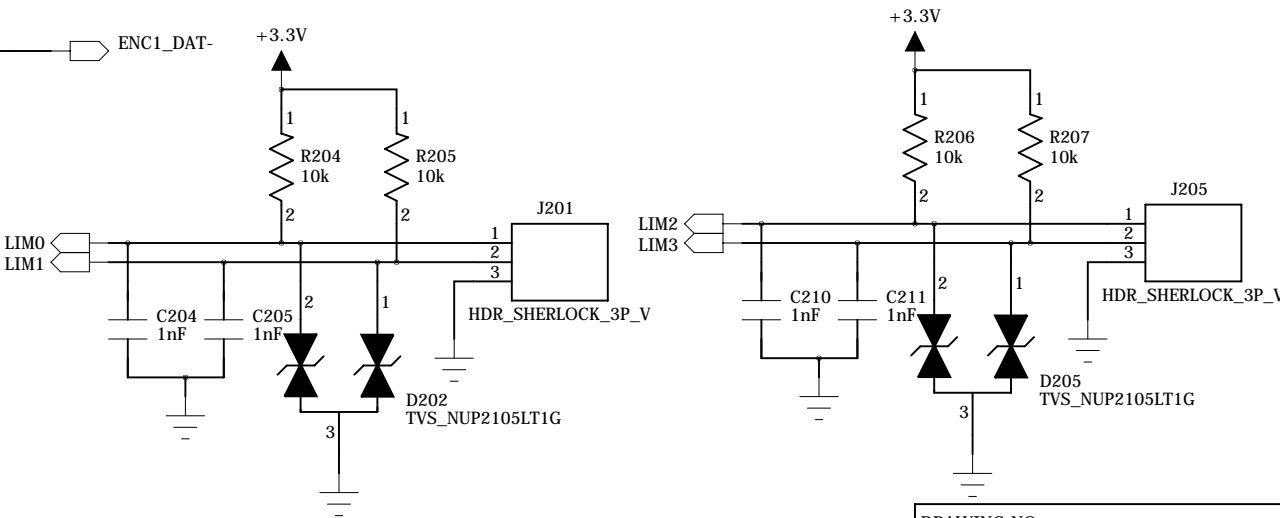 ENC1_DAT-
+3.3V
1
1
R204
10k
R205
10k
2
2
LIM0
LIM1
J201
1
2
3
HDR_SHERLOCK_3P_V
C204
1nF
C205
1nF
2
1
D202
TVS_NUP2105LT1G
3
+3.3V
1
1
R206
10k
R207
10k
2
2
LIM2
LIM3
J205
1
2
3
HDR_SHERLOCK_3P_V
C210
1nF
C211
1nF
2
1
D205
TVS_NUP2105LT1G
3